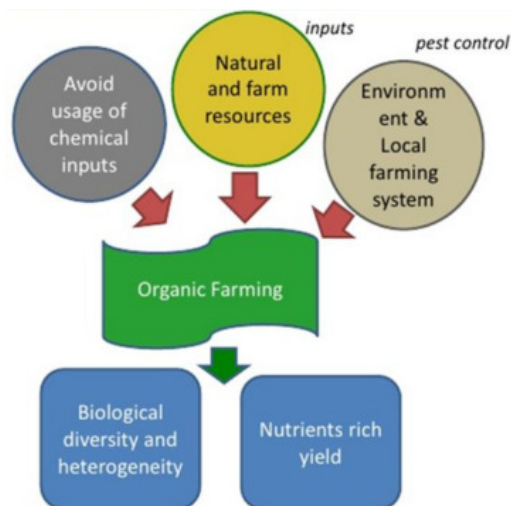 inputs
pest control
Avoid
usage of
chemical
inputs
Natural
and farm
resources
Environm
ent &
Local
farming
system
Organic Farming
Biological
diversity and
heterogeneity
Nutrients rich
yield